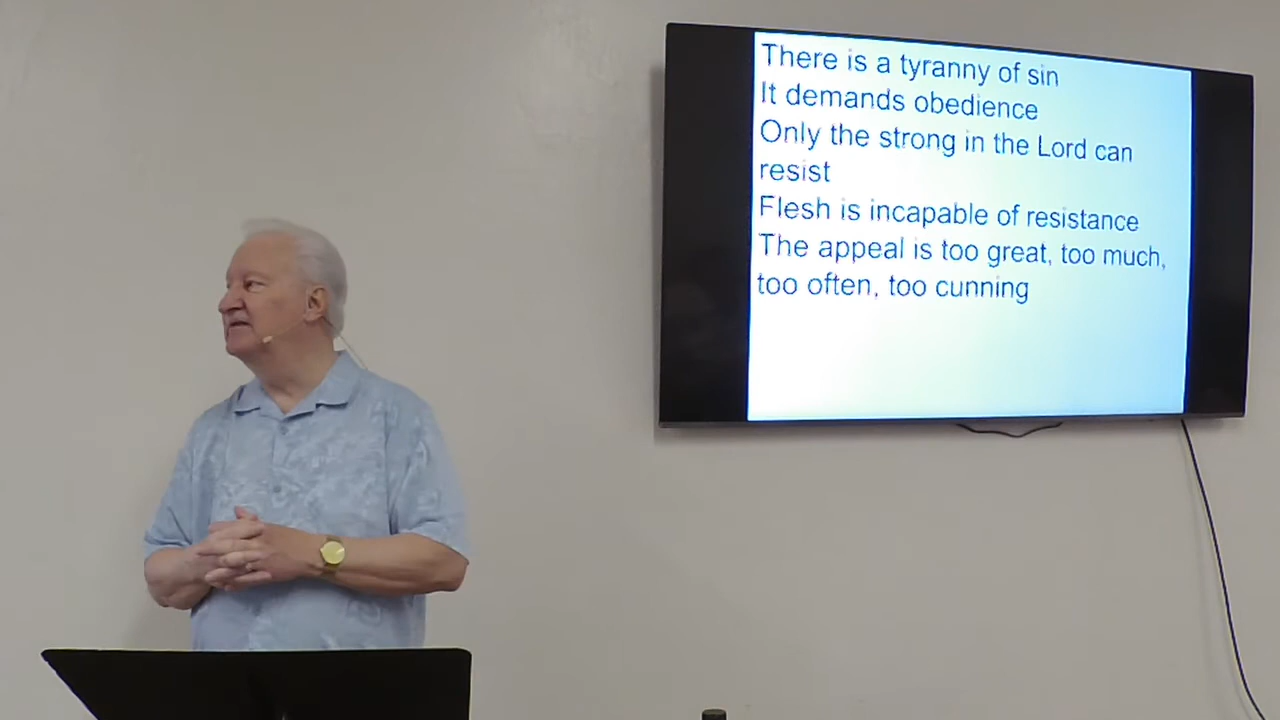 There is a tyranny of sin
It demands obedience
Only the strong in the Lord can
resist
Flesh is incapable of resistance
The appeal is too great, too much,
too often, too cunning